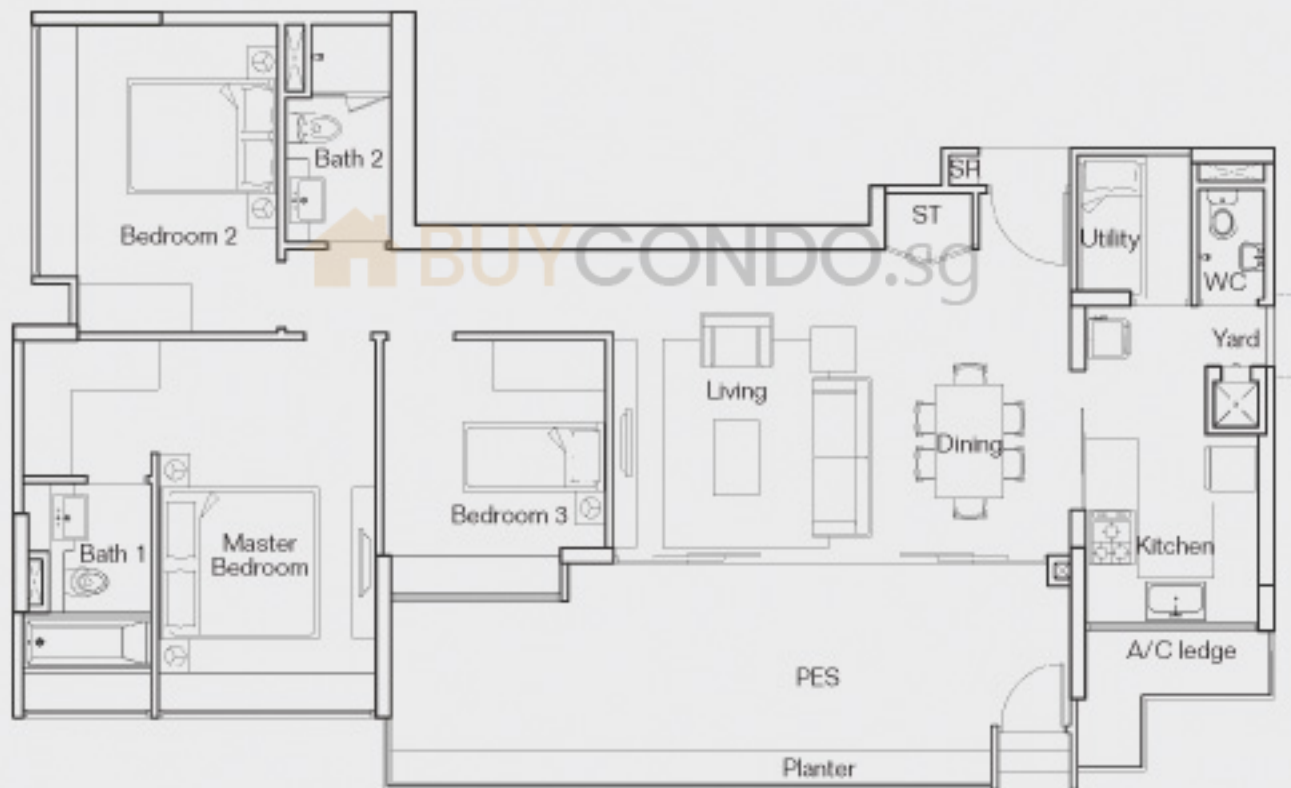 Bath 2
SH
ST
Bedroom 2
Utility
WC
BUYCONDO.sg
Yard
Living
Dining
Bedroom 3
Bath 1
Master
Bedroom
Kitchen
A/C ledge
PES
Planter